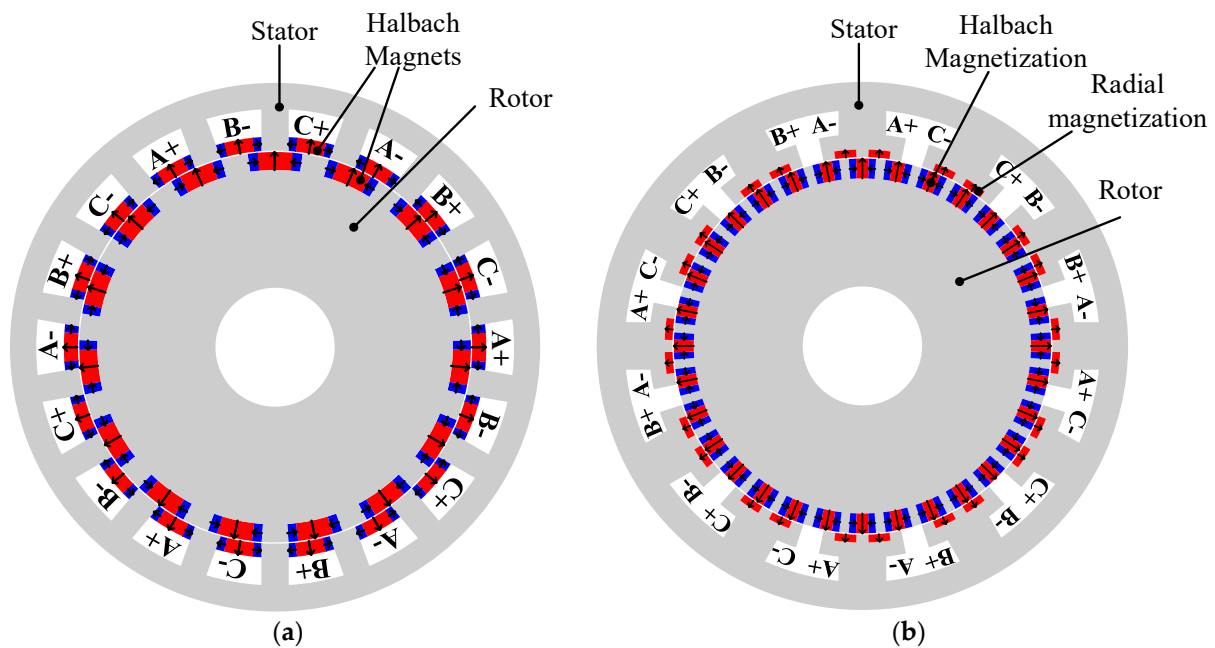 Stator
Halbach
Magnets
Rotor
C+
A-
B+
C-
A+
B-
C+
A-
B+
C-
A+
B-
C+
A-
B+
C-
A+
B-
(a)
Stator
Halbach
Magnetization
Radial
magnetization
Rotor
A+ C-
C+ B-
B+ A-
A+ C-
C+ B-
B+ A-
A+ C-
C+ B-
B+ A-
A+ C-
C+ B-
B+ A-
(b)